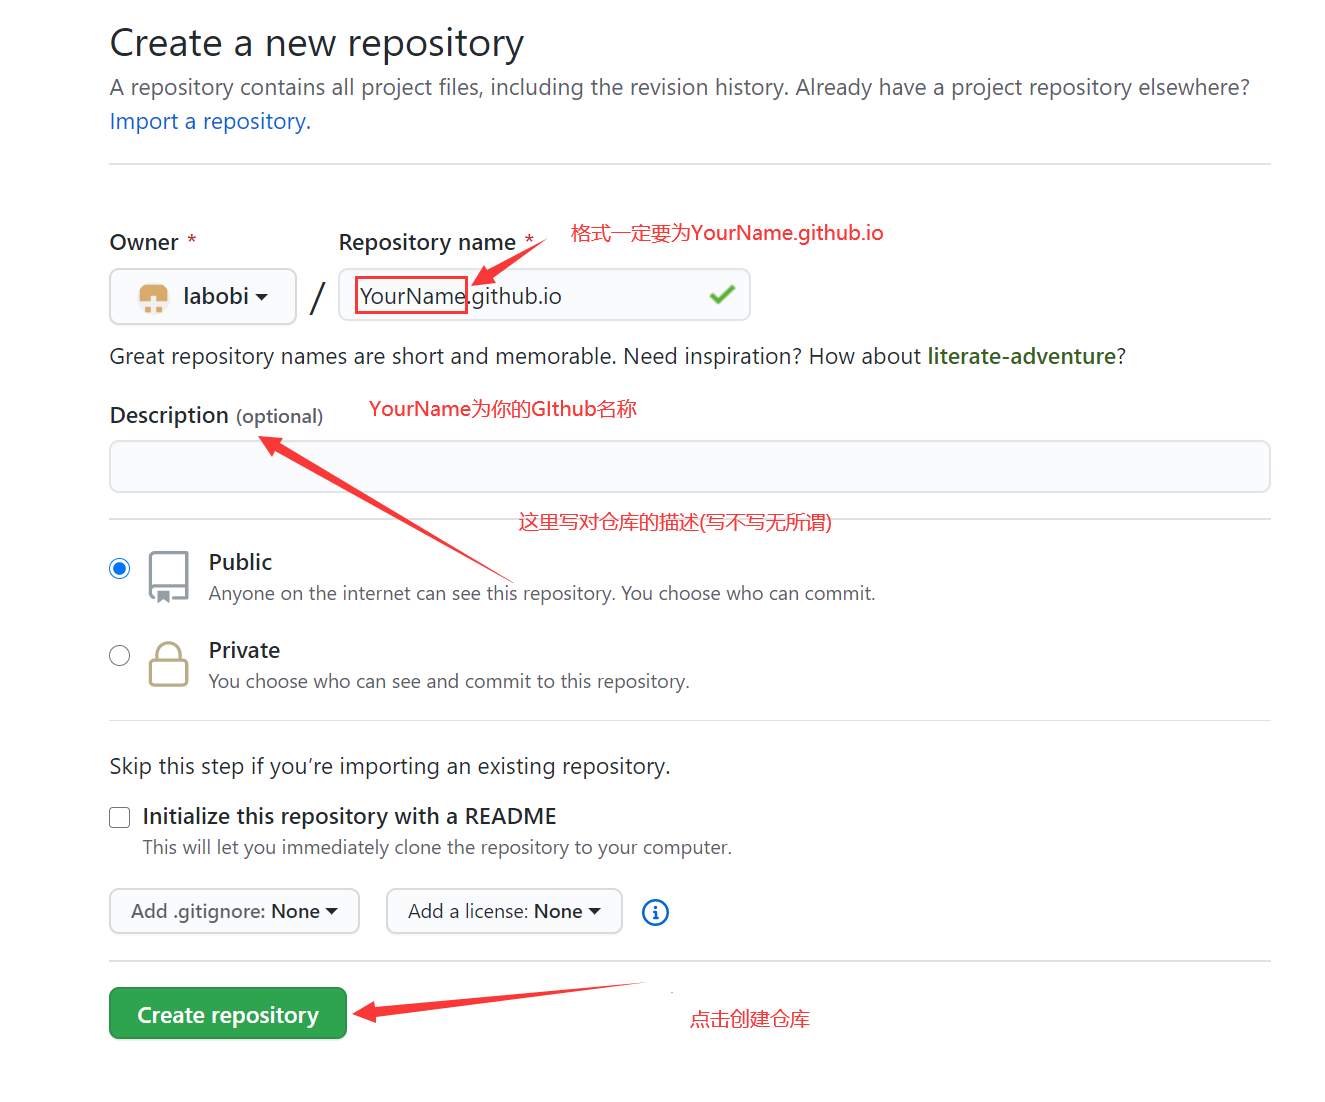 Create a new repository
A repository contains all project files, including the revision history. Already have a project repository elsewhere?
Import a repository.
Owner *
Repository name *
格式一定要为YourName.github.io
labobi
/
YourName.github.io
Great repository names are short and memorable. Need inspiration? How about literate-adventure?
Description (optional)
YourName为你的GIthub名称
这里写对仓库的描述(写不写无所谓)
Public
Anyone on the internet can see this repository. You choose who can commit.
Private
You choose who can see and commit to this repository.
Skip this step if you’re importing an existing repository.
Initialize this repository with a README
This will let you immediately clone the repository to your computer.
Add .gitignore: None
Add a license: None
Create repository
点击创建仓库